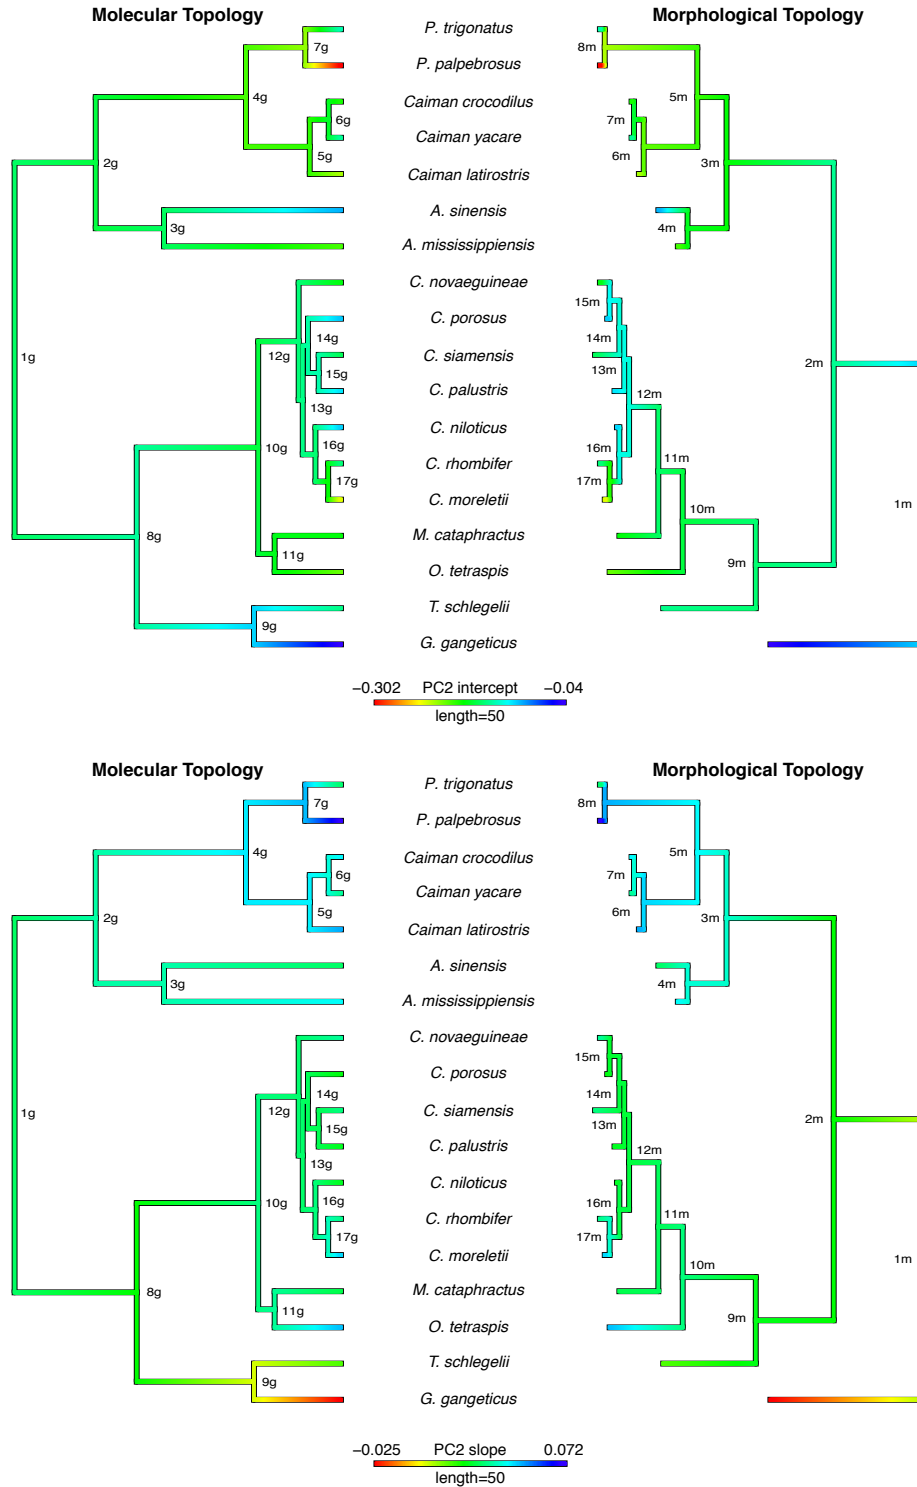 Molecular Topology
Morphological Topology
P. trigonatus
7g
8m
P. palpebrosus
4g
5m
Caiman crocodilus
6g
7m
Caiman yacare
5g
6m
2g
3m
Caiman latirostris
A. sinensis
3g
4m
A. mississippiensis
C. novaeguineae
15m
C. porosus
14g
14m
1g
12g
C. siamensis
2m
15g
13m
C. palustris
12m
13g
C. niloticus
10g
16g
16m
11m
C. rhombifer
17g
17m
C. moreletii
1m
10m
8g
M. cataphractus
11g
9m
O. tetraspis
T. schlegelii
9g
G. gangeticus
−0.302 PC2 intercept −0.04
length=50
Molecular Topology
Morphological Topology
P. trigonatus
7g
8m
P. palpebrosus
4g
5m
Caiman crocodilus
6g
7m
Caiman yacare
5g
6m
2g
3m
Caiman latirostris
A. sinensis
3g
4m
A. mississippiensis
C. novaeguineae
15m
C. porosus
14g
14m
1g
12g
C. siamensis
2m
15g
13m
C. palustris
12m
13g
C. niloticus
10g
16g
16m
11m
C. rhombifer
17g
17m
C. moreletii
1m
10m
8g
M. cataphractus
11g
9m
O. tetraspis
T. schlegelii
9g
G. gangeticus
−0.025 PC2 slope 0.072
length=50